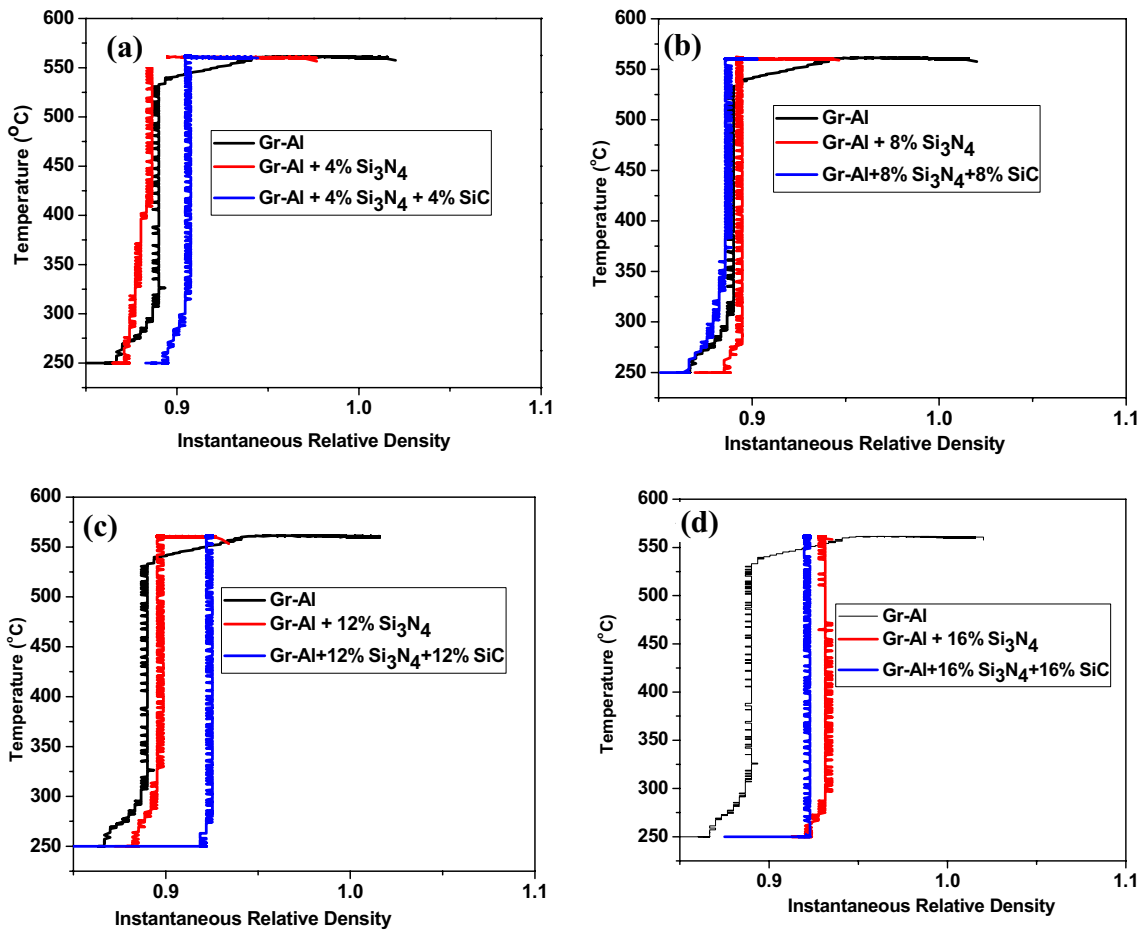 (a)
600
550
500
450
400
350
300
250
Temperature (°C)
Gr-Al
Gr-Al + 4% Si3N4
Gr-Al + 4% Si3N4 + 4% SiC
0.9
1.0
1.1
Instantaneous Relative Density
(b)
600
550
500
450
400
350
300
250
Temperature (°C)
Gr-Al
Gr-Al + 8% Si3N4
Gr-Al+8% Si3N4+8% SiC
0.9
1.0
1.1
Instantaneous Relative Density
(c)
600
550
500
450
400
350
300
250
Temperature (°C)
Gr-Al
Gr-Al + 12% Si3N4
Gr-Al+12% Si3N4+12% SiC
0.9
1.0
1.1
Instantaneous Relative Density
(d)
600
550
500
450
400
350
300
250
Temperature (°C)
Gr-Al
Gr-Al + 16% Si3N4
Gr-Al+16% Si3N4+16% SiC
0.9
1.0
1.1
Instantaneous Relative Density